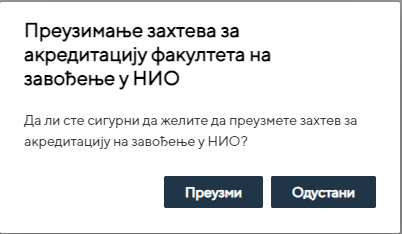 Преузимање захтева за
акредитацију факултета на
завођење у НИО
Да ли сте сигурни да желите да преузмете захтев за
акредитацију на завођење у НИО?
Преузми Одустани